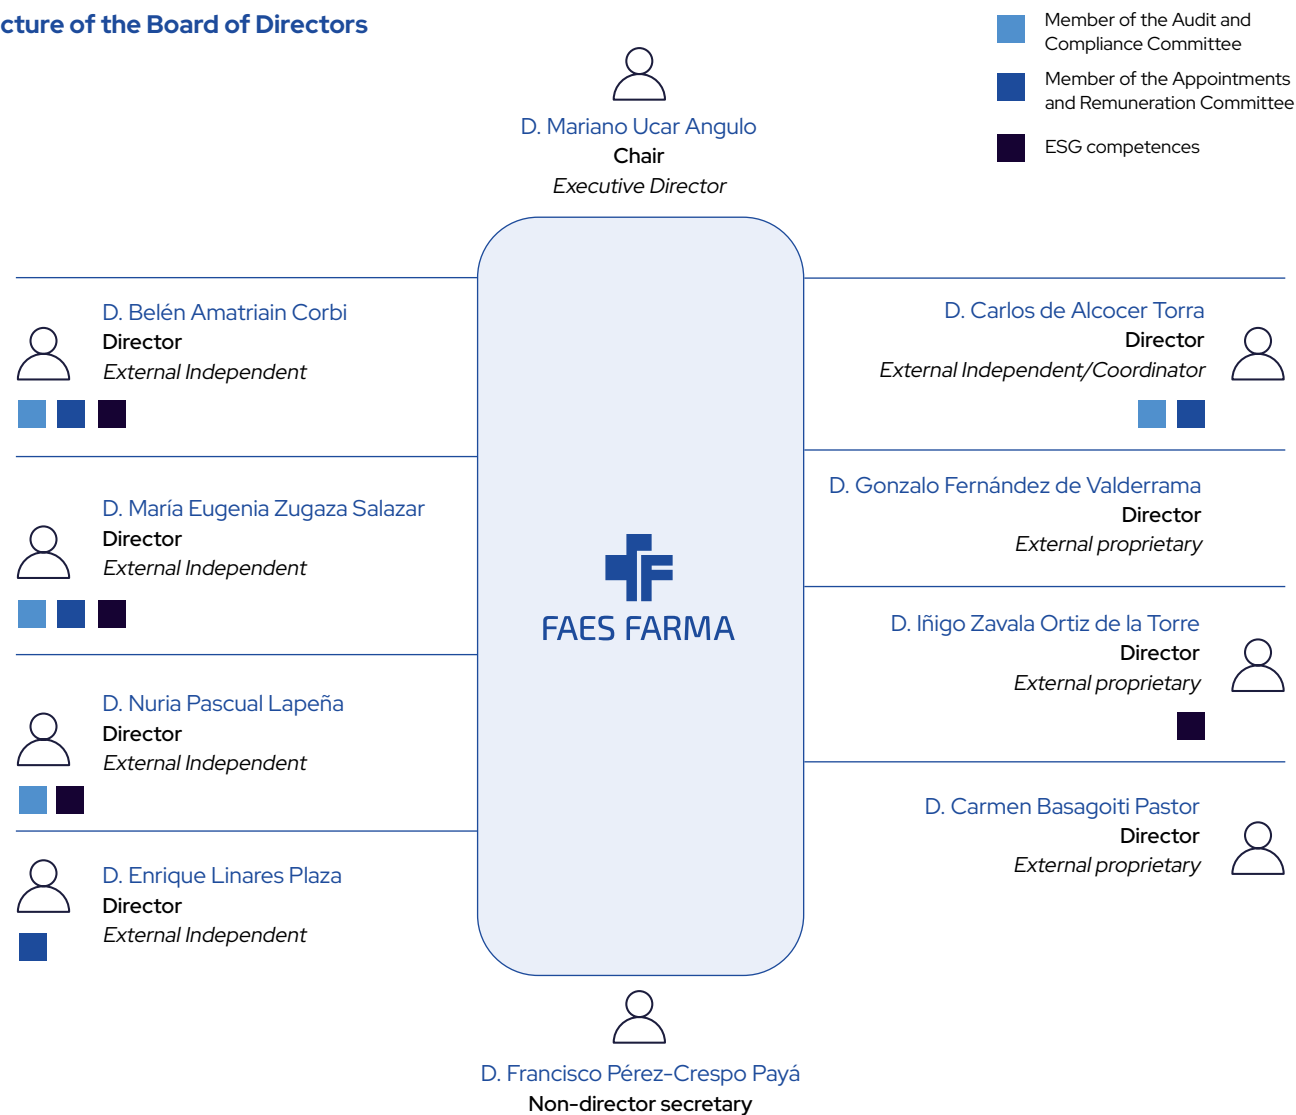 cture of the Board of Directors
Member of the Audit and
Compliance Committee
Member of the Appointments
and Remuneration Committee
ESG competences
D. Mariano Ucar Angulo
Chair
Executive Director
D. Belén Amatriain Corbi
Director
External Independent
D. María Eugenia Zugaza Salazar
Director
External Independent
D. Nuria Pascual Lapeña
Director
External Independent
D. Enrique Linares Plaza
Director
External Independent
FAES FARMA
D. Carlos de Alcocer Torra
Director
External Independent/Coordinator
D. Gonzalo Fernández de Valderrama
Director
External proprietary
D. Iñigo Zavala Ortiz de la Torre
Director
External proprietary
D. Carmen Basagoiti Pastor
Director
External proprietary
D. Francisco Pérez-Crespo Payá
Non-director secretary